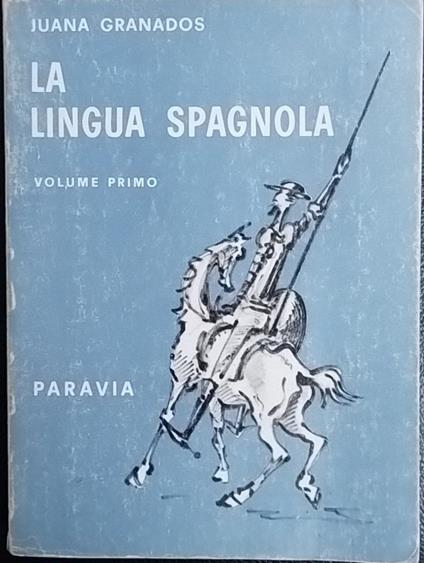 JUANA GRANADOS
LA
LINGUA SPAGNOLA
VOLUME PRIMO
PARAVIA